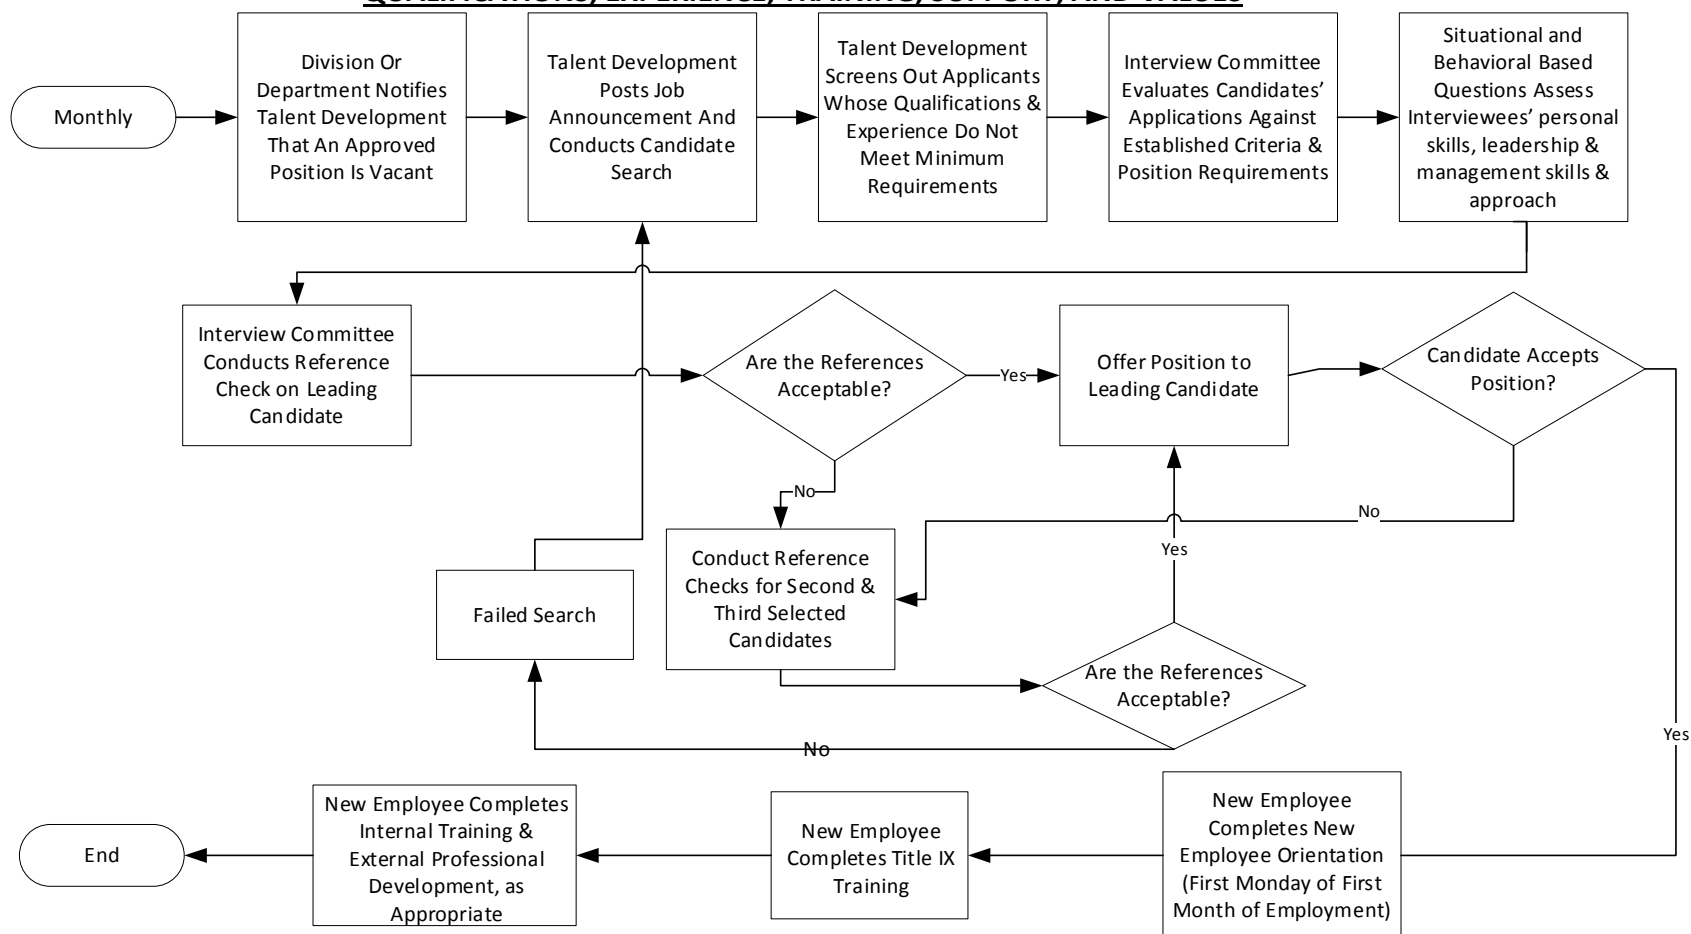 QUALIFICATIONS, EXPERIENCE, TRAINING, SUPPORT, AND VALUES
Monthly
Division Or
Department Notifies
Talent Development
That An Approved
Position Is Vacant
Talent Development
Posts Job
Announcement And
Conducts Candidate
Search
Talent Development
Screens Out Applicants
Whose Qualifications &
Experience Do Not
Meet Minimum
Requirements
Interview Committee
Evaluates Candidates’
Applications Against
Established Criteria &
Position Requirements
Situational and
Behavioral Based
Questions Assess
Interviewees’ personal
skills, leadership &
management skills &
approach
Interview Committee
Conducts Reference
Check on Leading
Candidate
Are the References
Acceptable?
Yes
Offer Position to
Leading Candidate
Candidate Accepts
Position?
No
No
Yes
Conduct Reference
Checks for Second &
Third Selected
Candidates
Failed Search
Are the References
Acceptable?
No
Yes
New Employee Completes
Internal Training &
External Professional
Development, as
Appropriate
New Employee
Completes Title IX
Training
New Employee
Completes New
Employee Orientation
(First Monday of First
Month of Employment)
End